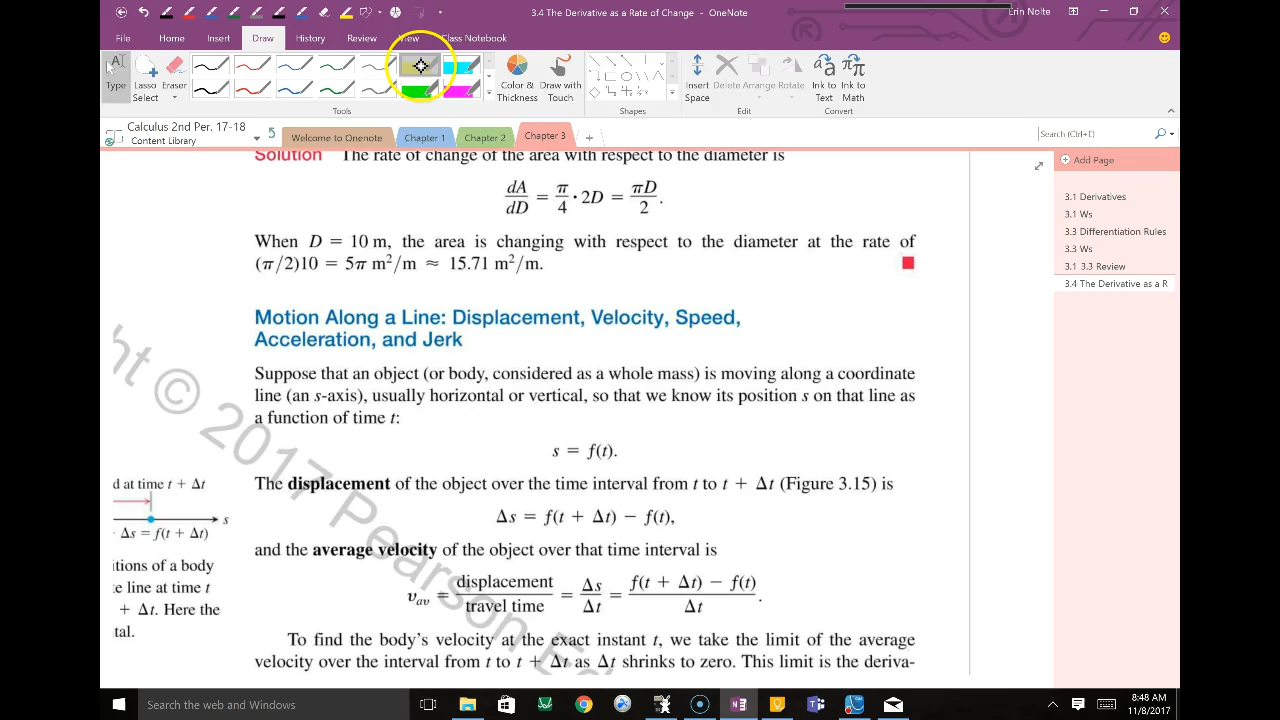 3.4 The Derivative as a Rate of Change - OneNote
Erin Nolte
File Home Insert Draw History Review View Class Notebook
Type
Lasso Select
Eraser
Color & Thickness
Draw with Touch
Insert Space
Delete
Arrange
Rotate
Ink to Text
Ink to Math
Tools Shapes Edit Convert
Calculus 2nd Per. 17-18
Content Library
Welcome to Onenote Chapter 1 Chapter 2 Chapter 3
Search (Ctrl+E)
Add Page
3.1 Derivatives
3.1 Ws
3.3 Differentiation Rules
3.3 Ws
3.1 3.3 Review
3.4 The Derivative as a R
Solution The rate of change of the area with respect to the diameter is
dA/dD = π/4 · 2D = πD/2.
When D = 10 m, the area is changing with respect to the diameter at the rate of
(π/2)10 = 5π m²/m ≈ 15.71 m²/m.
Motion Along a Line: Displacement, Velocity, Speed,
Acceleration, and Jerk
Suppose that an object (or body, considered as a whole mass) is moving along a coordinate
line (an s-axis), usually horizontal or vertical, so that we know its position s on that line as
a function of time t:
s = f(t).
The displacement of the object over the time interval from t to t + Δt (Figure 3.15) is
Δs = f(t + Δt) − f(t),
and the average velocity of the object over that time interval is
v_av = displacement/travel time = Δs/Δt = (f(t + Δt) − f(t))/Δt.
To find the body's velocity at the exact instant t, we take the limit of the average
velocity over the interval from t to t + Δt as Δt shrinks to zero. This limit is the deriva-
d at time t + Δt
s
Δs = f(t + Δt)
itions of a body
e line at time t
+ Δt. Here the
tal.
ht © 2017 Pearson Ed
Search the web and Windows
8:48 AM
11/8/2017